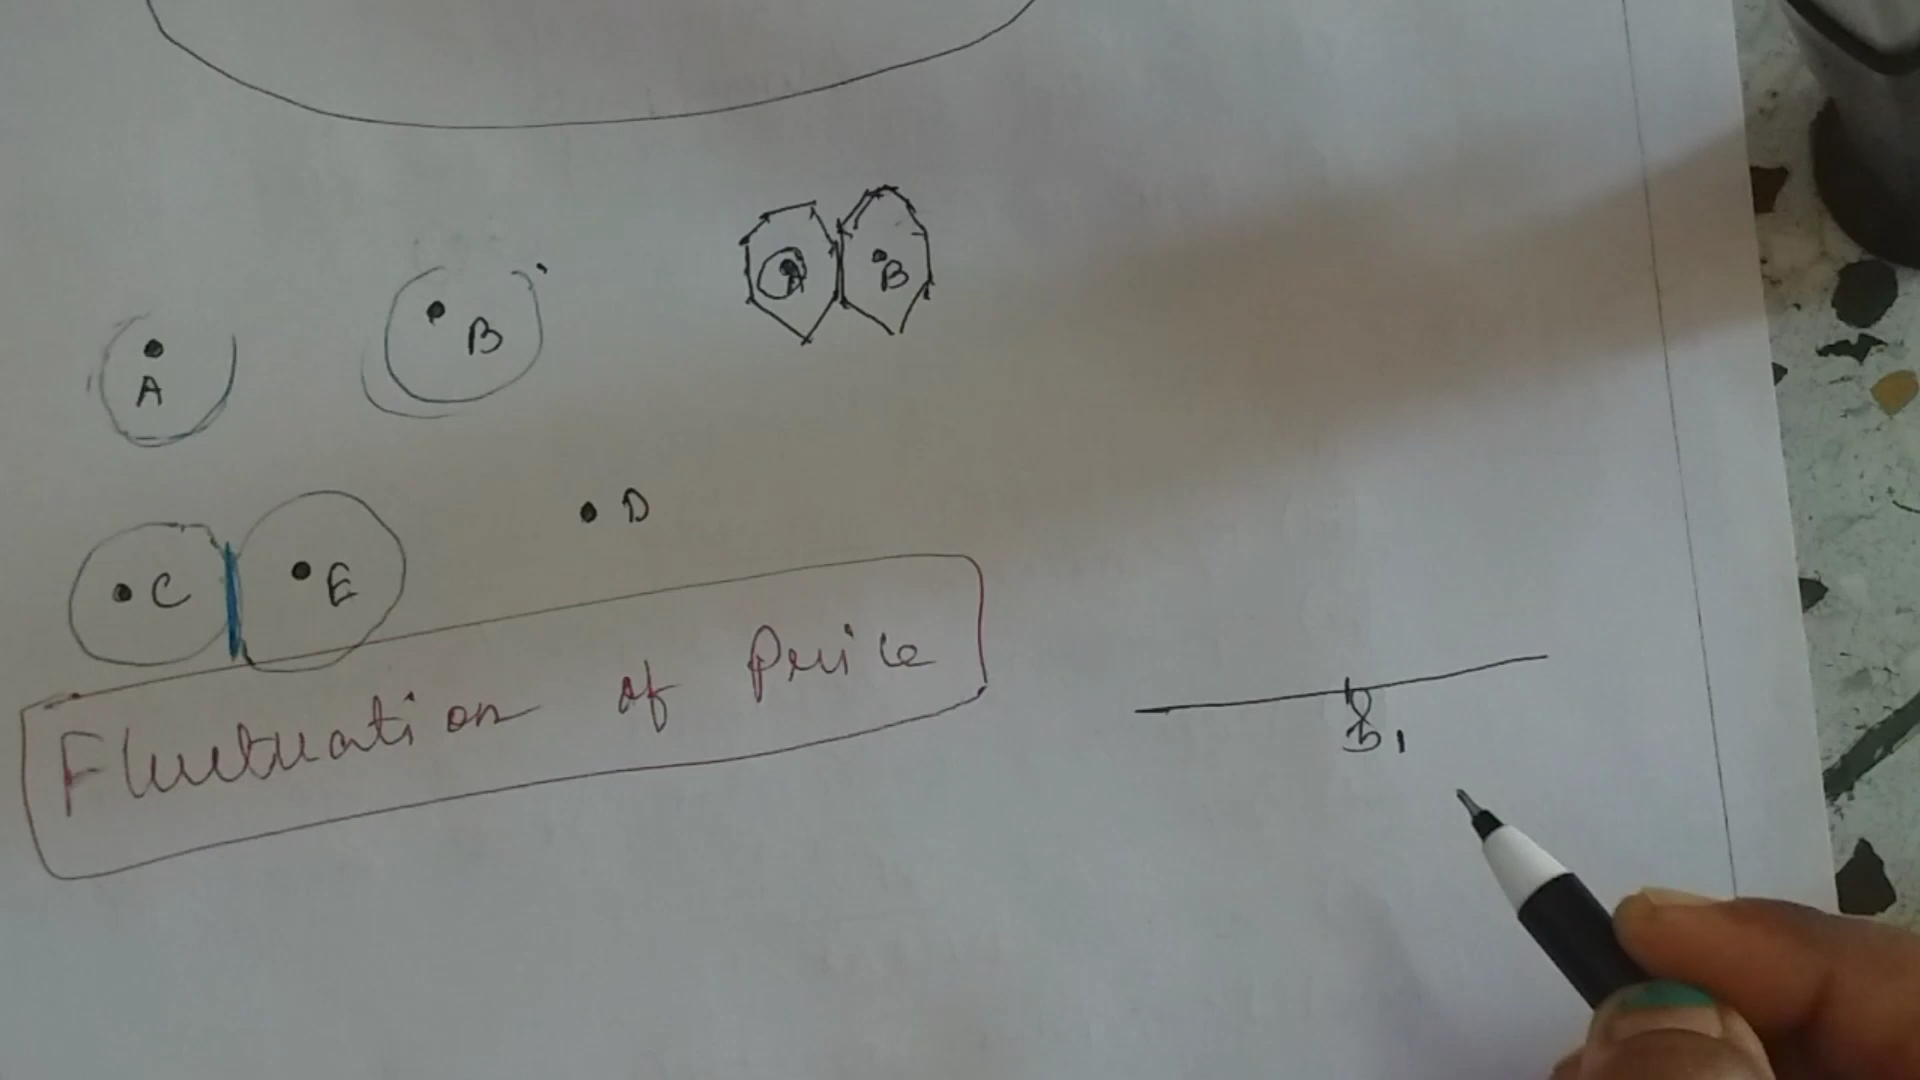 A B
A B
C E
D
Fluctuation of Price
B1